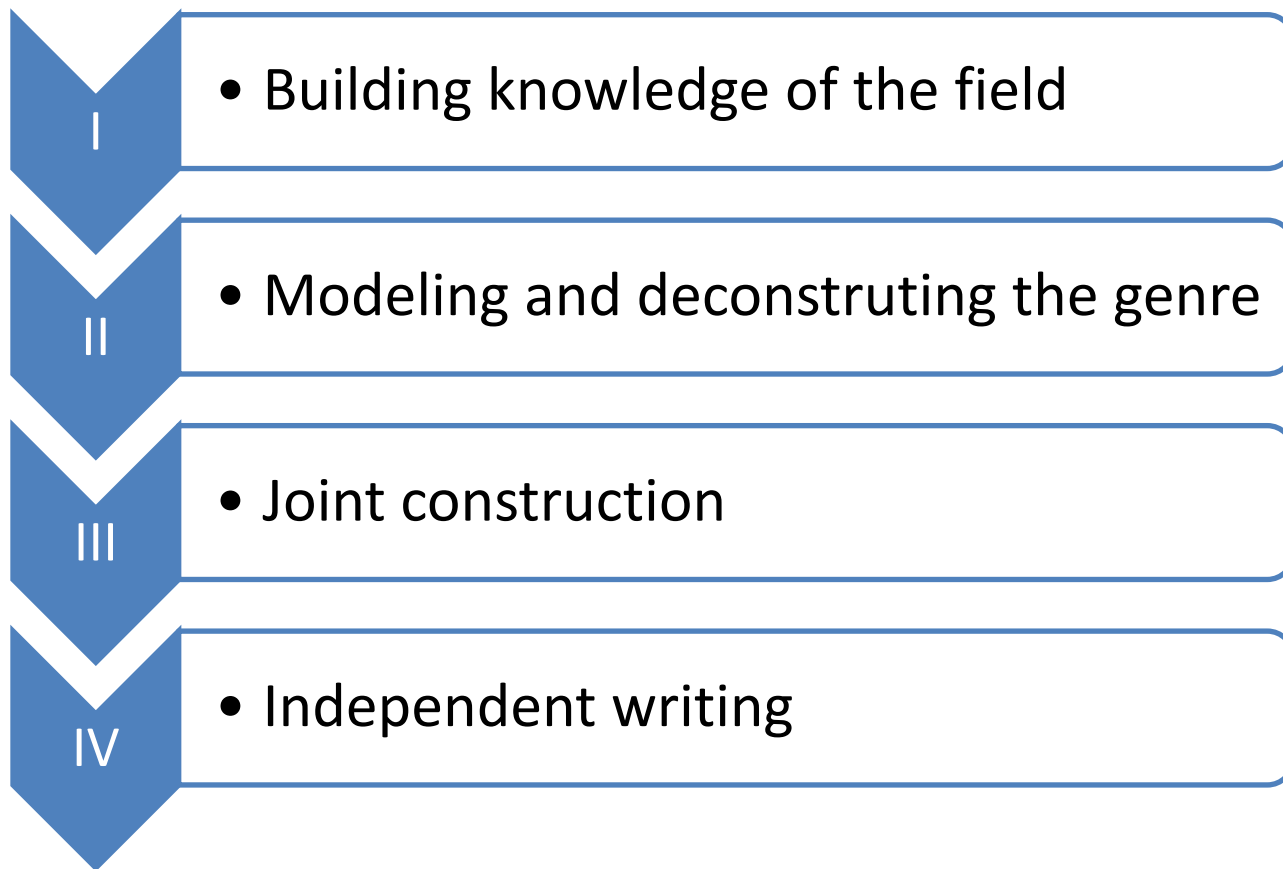 I
• Building knowledge of the field
II
• Modeling and deconstruting the genre
III
• Joint construction
IV
• Independent writing